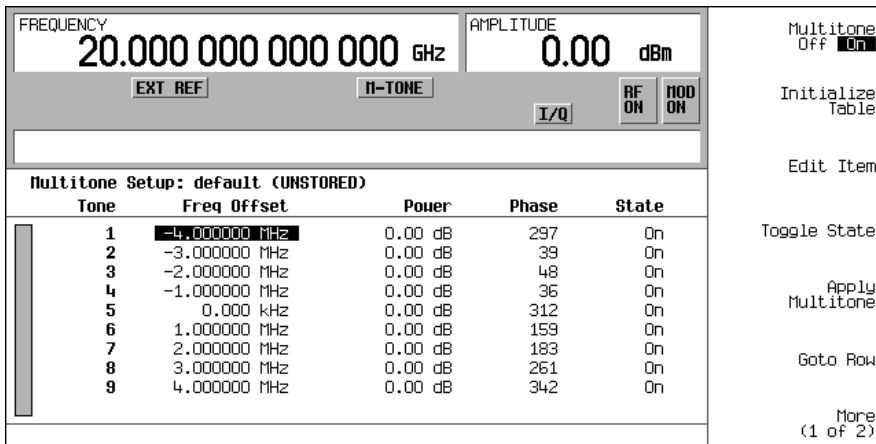 FREQUENCY
20.000 000 000 000 GHz
AMPLITUDE
0.00 dBm
EXT REF
M-TONE
I/Q
RF ON
MOD ON
Multitone Setup: default (UNSTORED)
Tone Freq Offset Power Phase State
1 -4.000000 MHz 0.00 dB 297 On
2 -3.000000 MHz 0.00 dB 39 On
3 -2.000000 MHz 0.00 dB 48 On
4 -1.000000 MHz 0.00 dB 36 On
5 0.000 kHz 0.00 dB 312 On
6 1.000000 MHz 0.00 dB 159 On
7 2.000000 MHz 0.00 dB 183 On
8 3.000000 MHz 0.00 dB 261 On
9 4.000000 MHz 0.00 dB 342 On
Multitone
Off On
Initialize
Table
Edit Item
Toggle State
Apply
Multitone
Goto Row
More
(1 of 2)